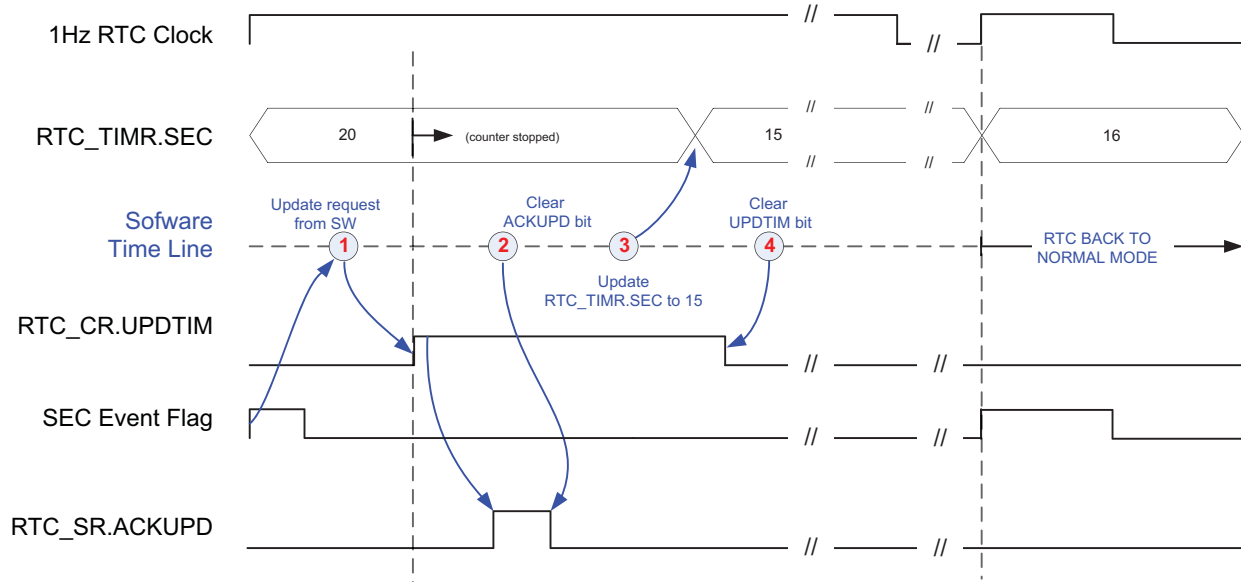 1Hz RTC Clock
//
//
RTC_TIMR.SEC
20
(counter stopped)
15
16
//
//
//
//
Sofware
Time Line
Update request
from SW
1
Clear
ACKUPD bit
2
3
Update
RTC_TIMR.SEC to 15
Clear
UPDTIM bit
4
RTC BACK TO
NORMAL MODE
RTC_CR.UPDTIM
//
//
SEC Event Flag
//
//
RTC_SR.ACKUPD
//
//